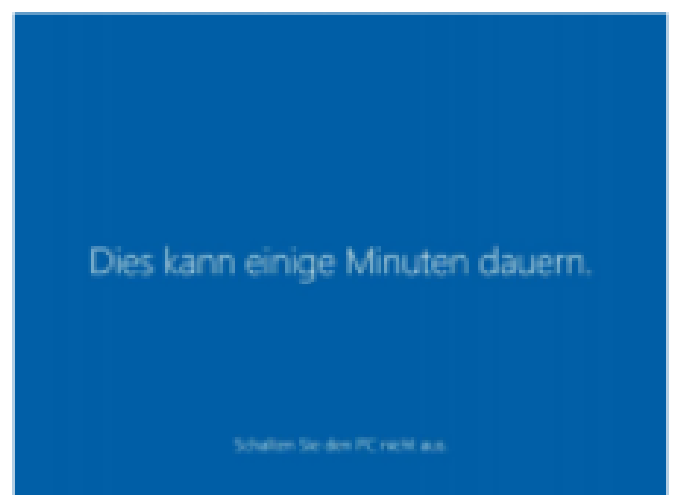 Dies kann einige Minuten dauern.
Schalten Sie den PC nicht aus.